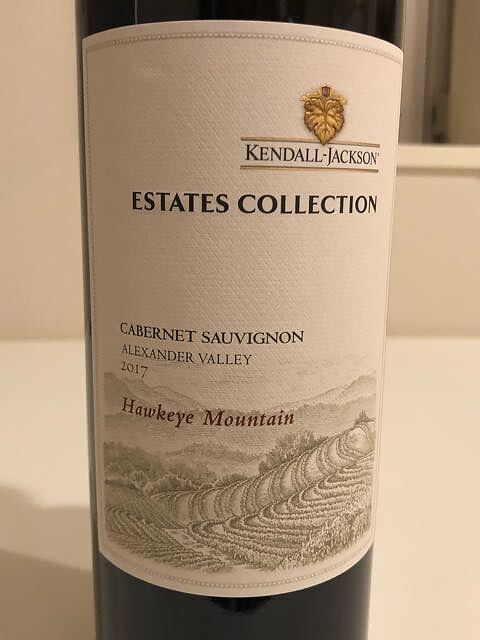 KENDALL-JACKSON
ESTATES COLLECTION
CABERNET SAUVIGNON
ALEXANDER VALLEY
2017
Hawkeye Mountain